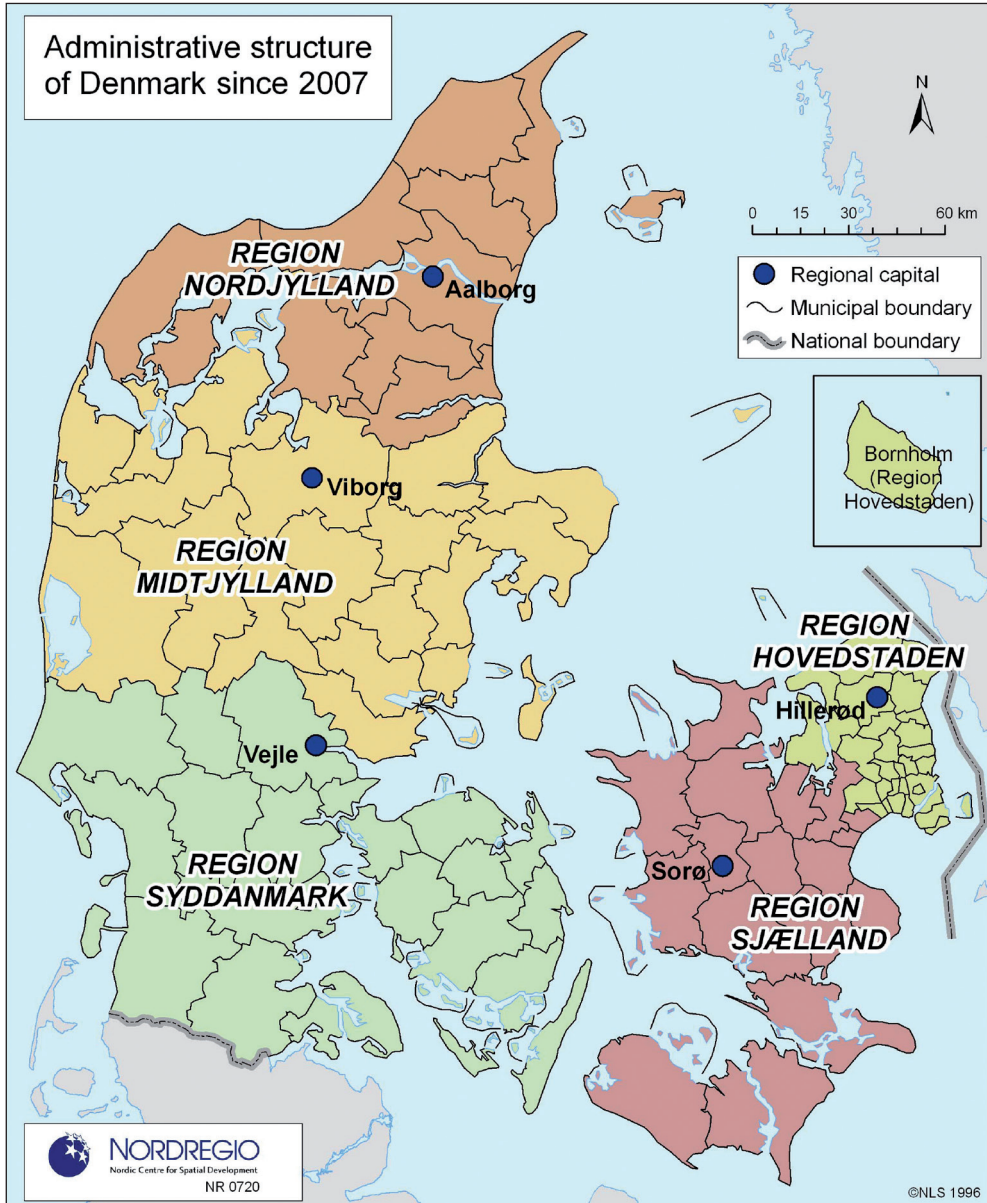 Administrative structure
of Denmark since 2007
N
0 15 30 60 km
Regional capital
Municipal boundary
National boundary
REGION
NORDJYLLAND
Aalborg
Bornholm
(Region
Hovedstaden)
Viborg
REGION
MIDTJYLLAND
REGION
HOVEDSTADEN
Hillerød
Vejle
REGION
SYDDANMARK
Sorø
REGION
SJÆLLAND
NORDREGIO
Nordic Centre for Spatial Development
NR 0720
©NLS 1996